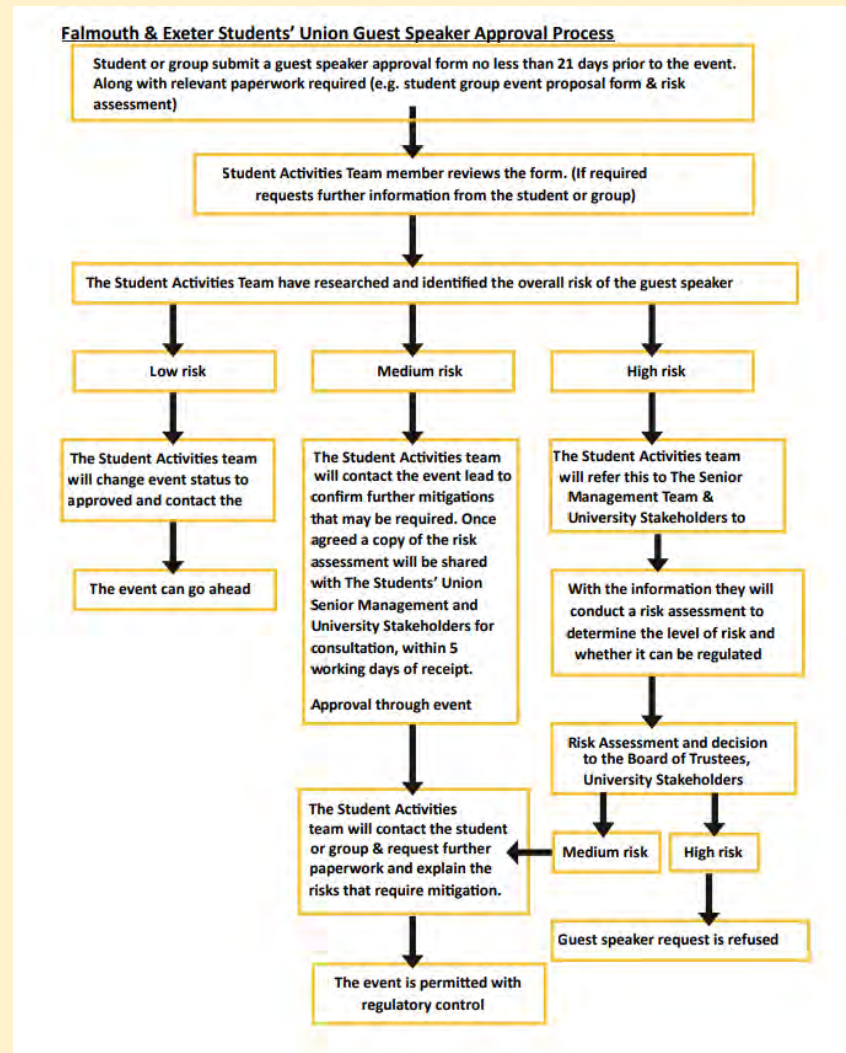 Falmouth & Exeter Students' Union Guest Speaker Approval Process
Student or group submit a guest speaker approval form no less than 21 days prior to the event.
Along with relevant paperwork required (e.g. student group event proposal form & risk
assessment)
Student Activities Team member reviews the form. (If required
requests further information from the student or group)
The Student Activities Team have researched and identified the overall risk of the guest speaker
Low risk
Medium risk
High risk
The Student Activities team
will change event status to
approved and contact the
The event can go ahead
The Student Activities team
will contact the event lead to
confirm further mitigations
that may be required. Once
agreed a copy of the risk
assessment will be shared
with The Students' Union
Senior Management and
University Stakeholders for
consultation, within 5
working days of receipt.
Approval through event
The Student Activities team
will refer this to The Senior
Management Team &
University Stakeholders to
With the information they will
conduct a risk assessment to
determine the level of risk and
whether it can be regulated
Risk Assessment and decision
to the Board of Trustees,
University Stakeholders
The Student Activities
team will contact the student
or group & request further
paperwork and explain the
risks that require mitigation.
Medium risk
High risk
Guest speaker request is refused
The event is permitted with
regulatory control